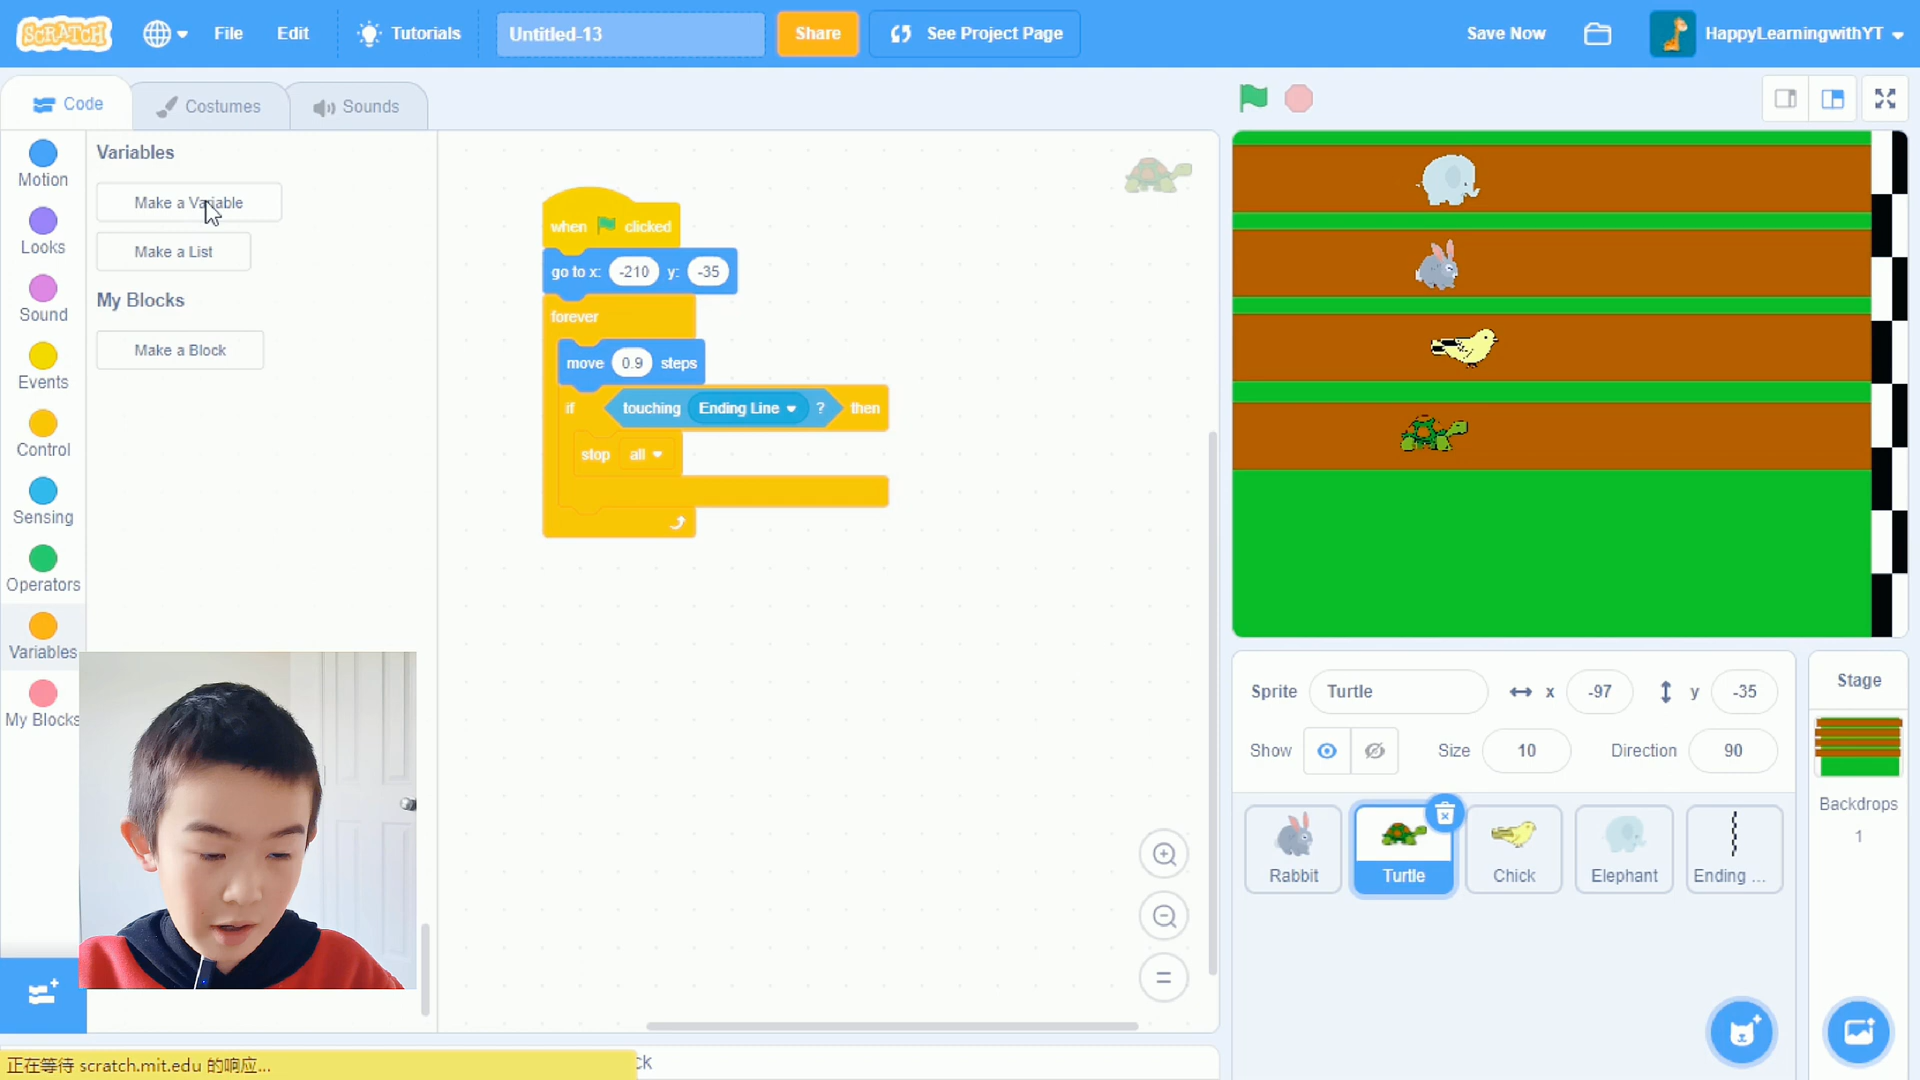 SCRATCH
File
Edit
Tutorials
Untitled-13
Share
See Project Page
Save Now
HappyLearningwithYT
Code
Costumes
Sounds
Motion
Looks
Sound
Events
Control
Sensing
Operators
Variables
My Blocks
Variables
Make a Variable
Make a List
My Blocks
Make a Block
when clicked
go to x: -210 y: -35
forever
move 0.9 steps
if touching Ending Line ? then
stop all
Sprite Turtle x -97 y -35
Show Size 10 Direction 90
Rabbit
Turtle
Chick
Elephant
Ending ...
Stage
Backdrops
1
正在等待 scratch.mit.edu 的响应...
ck